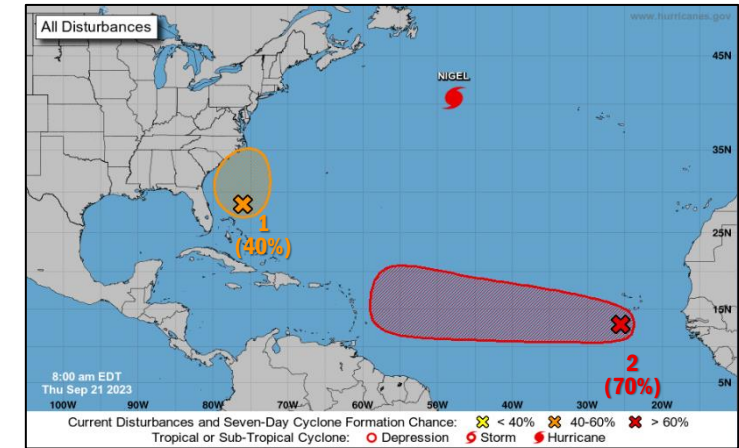 All Disturbances
www.hurricanes.gov
45N
NIGEL
35N
1
(40%)
25N
15N
2
(70%)
5N
8:00 am EDT
Thu Sep 21 2023
100W 90W 80W 70W 60W 50W 40W 30W 20W
Current Disturbances and Seven-Day Cyclone Formation Chance: < 40% 40-60% > 60%
Tropical or Sub-Tropical Cyclone: Depression Storm Hurricane